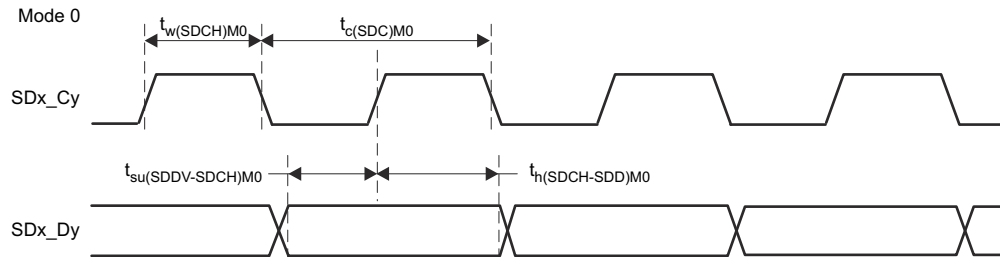 Mode 0
tw(SDCH)M0
tc(SDC)M0
SDx_Cy
tsu(SDDV-SDCH)M0
th(SDCH-SDD)M0
SDx_Dy